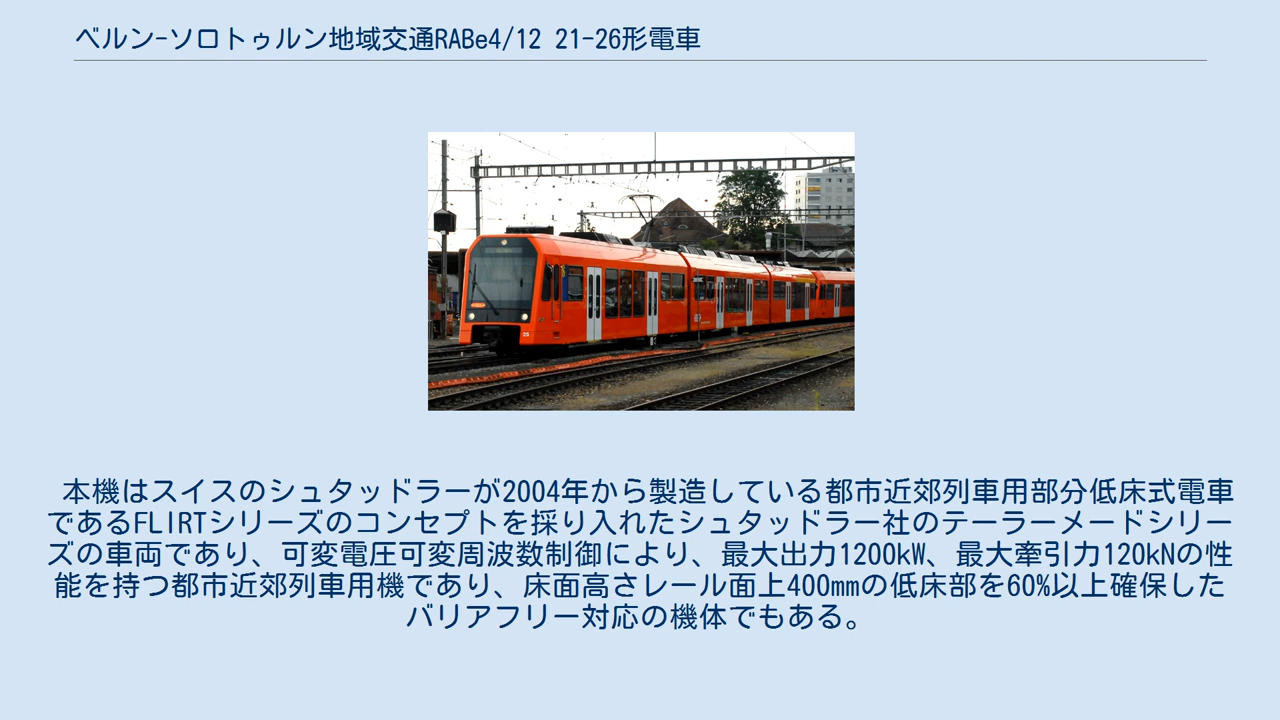 ベルン-ソロトゥルン地域交通RABe4/12 21-26形電車
25
本機はスイスのシュタッドラーが2004年から製造している都市近郊列車用部分低床式電車
であるFLIRTシリーズのコンセプトを採り入れたシュタッドラー社のテーラーメードシリー
ズの車両であり、可変電圧可変周波数制御により、最大出力1200kW、最大牽引力120kNの性
能を持つ都市近郊列車用機であり、床面高さレール面上400mmの低床部を60%以上確保した
バリアフリー対応の機体でもある。